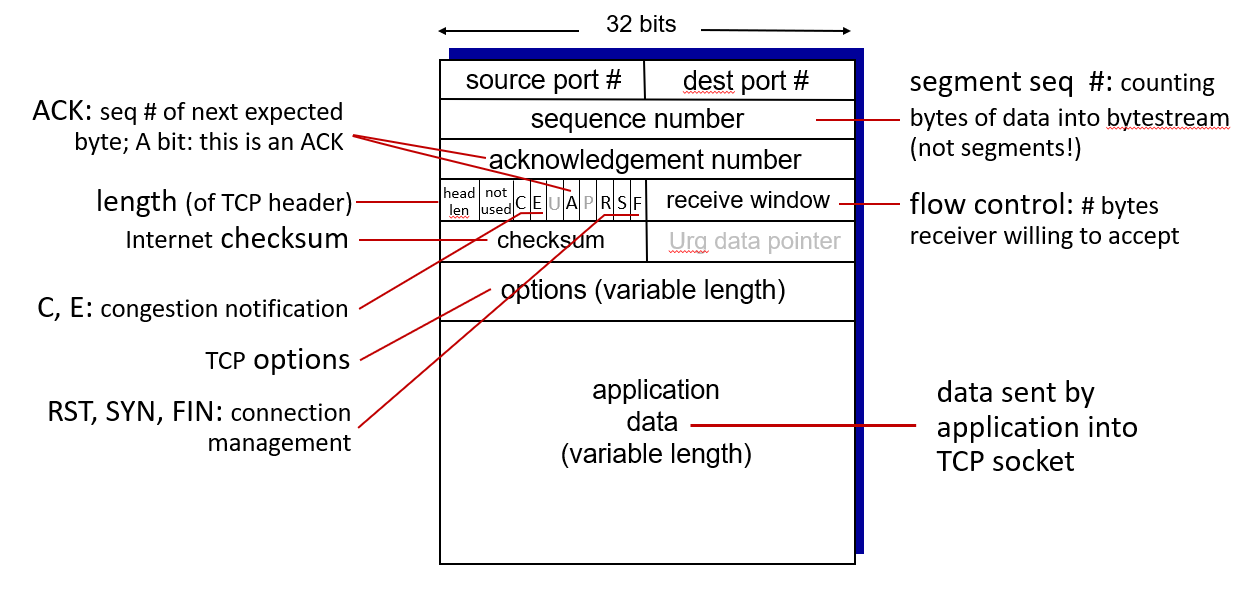 32 bits
source port #
dest port #
sequence number
acknowledgement number
head
len
not
used
C E U A P R S F
receive window
checksum
Urg data pointer
options (variable length)
application
data
(variable length)
ACK: seq # of next expected
byte; A bit: this is an ACK
length (of TCP header)
Internet checksum
C, E: congestion notification
TCP options
RST, SYN, FIN: connection
management
segment seq #: counting
bytes of data into bytestream
(not segments!)
flow control: # bytes
receiver willing to accept
data sent by
application into
TCP socket